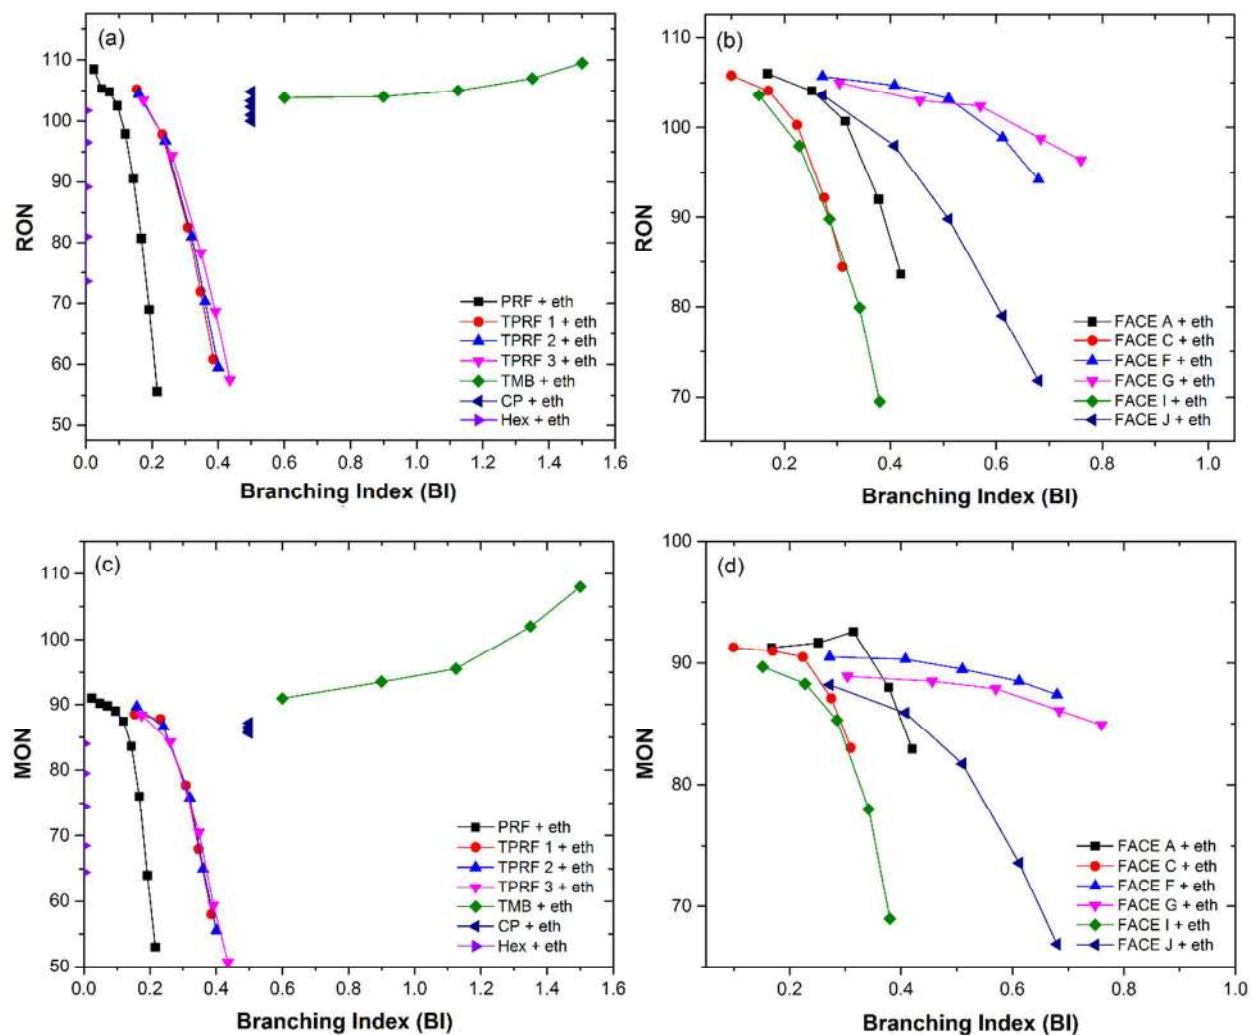 (a)
RON
110
100
90
80
70
60
50
PRF + eth
TPRF 1 + eth
TPRF 2 + eth
TPRF 3 + eth
TMB + eth
CP + eth
Hex + eth
0.0 0.2 0.4 0.6 0.8 1.0 1.2 1.4 1.6
Branching Index (BI)
(b)
RON
110
100
90
80
70
FACE A + eth
FACE C + eth
FACE F + eth
FACE G + eth
FACE I + eth
FACE J + eth
0.2 0.4 0.6 0.8 1.0
Branching Index (BI)
(c)
MON
110
100
90
80
70
60
50
PRF + eth
TPRF 1 + eth
TPRF 2 + eth
TPRF 3 + eth
TMB + eth
CP + eth
Hex + eth
0.0 0.2 0.4 0.6 0.8 1.0 1.2 1.4 1.6
Branching Index (BI)
(d)
MON
100
90
80
70
FACE A + eth
FACE C + eth
FACE F + eth
FACE G + eth
FACE I + eth
FACE J + eth
0.2 0.4 0.6 0.8 1.0
Branching Index (BI)